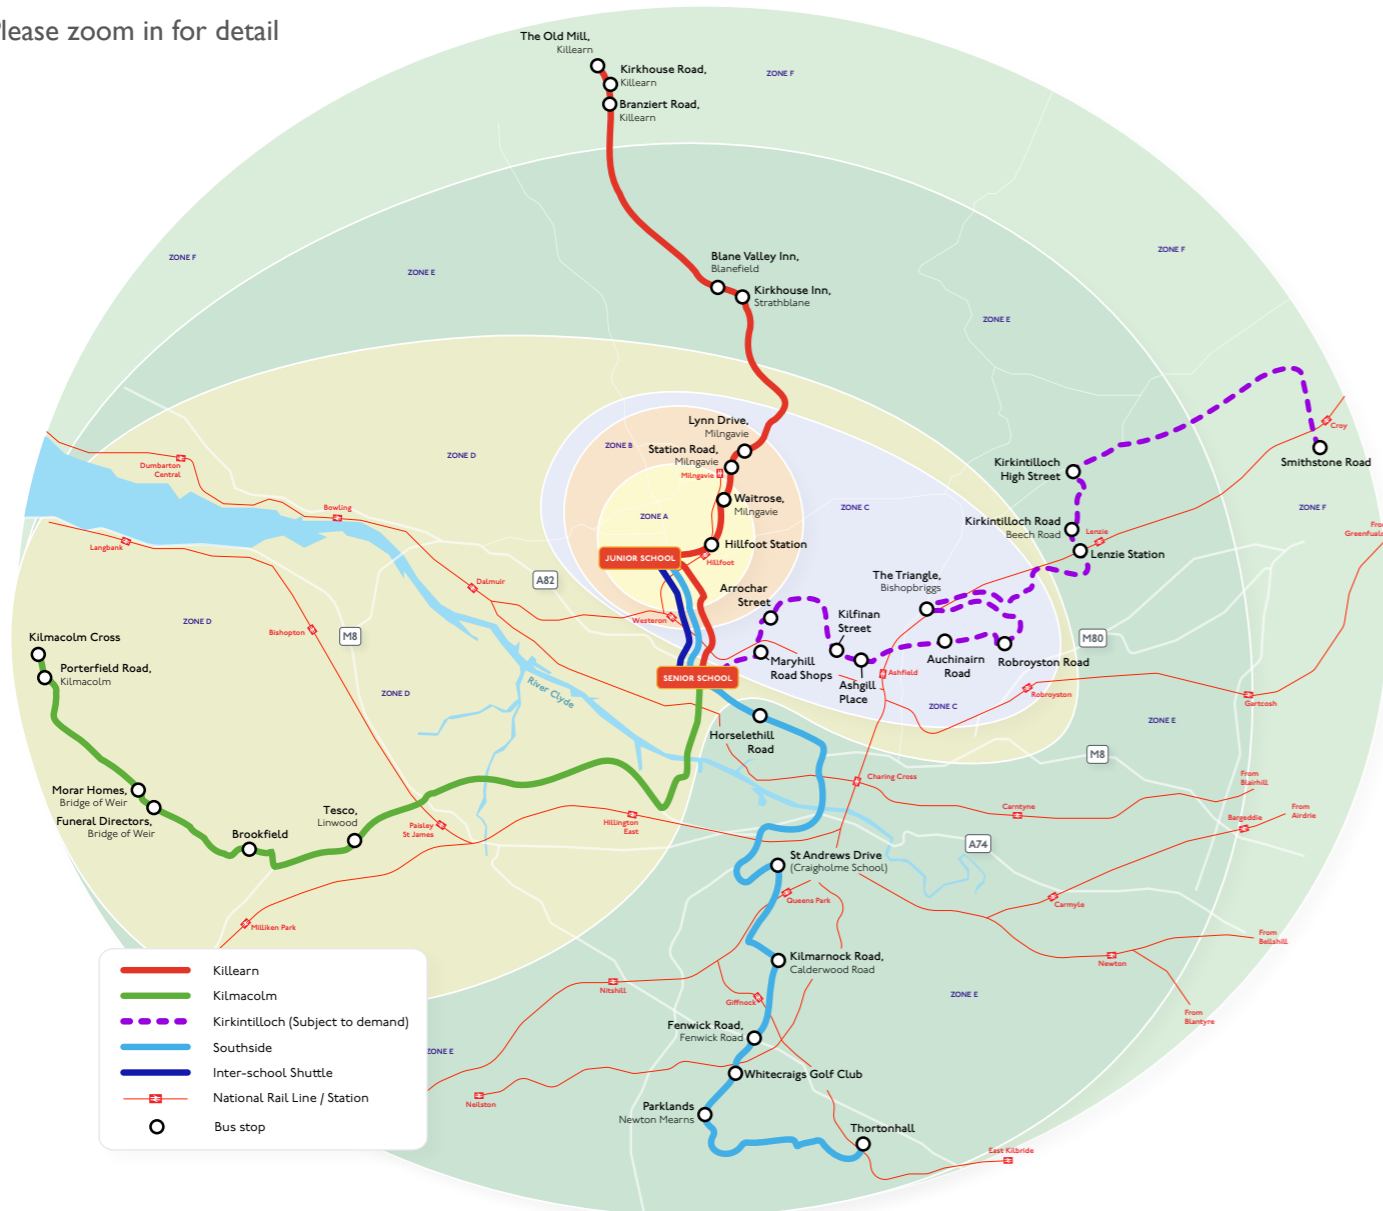 Please zoom in for detail
The Old Mill,
Killearn
Kirkhouse Road,
Killearn
Branziert Road,
Killearn
ZONE F
ZONE F
ZONE E
ZONE F
Blane Valley Inn,
Blanefield
Kirkhouse Inn,
Strathblane
ZONE E
Lynn Drive,
Milngavie
ZONE B
Station Road,
Milngavie
Milngavie
ZONE D
Croy
Smithstone Road
Kirkintilloch
High Street
Dumbarton
Central
Waitrose,
Milngavie
ZONE A
ZONE C
ZONE F
Bowling
Kirkintilloch Road
Beech Road
Lenzie
From
Greenfaulds
Langbank
Hillfoot Station
JUNIOR SCHOOL
Hillfoot
Lenzie Station
A82
Dalmuir
Arrochar
Street
The Triangle,
Bishopbriggs
ZONE D
Bishopton
M8
Westeron
Kilfinan
Street
M80
Kilmacolm Cross
Porterfield Road,
Kilmacolm
Maryhill
Road Shops
Auchinairn
Road
Robroyston Road
SENIOR SCHOOL
Ashgill
Place
Ashfield
Robroyston
River Clyde
ZONE D
ZONE C
Gartcosh
ZONE E
Horselethill
Road
M8
Charing Cross
From
Blairhill
Morar Homes,
Bridge of Weir
Funeral Directors,
Bridge of Weir
Tesco,
Linwood
Carntyne
From
Airdrie
Bargeddie
Brookfield
Paisley
St James
Hillington
East
A74
St Andrews Drive
(Craigholme School)
Queens Park
Carmyle
Milliken Park
From
Bellshill
Kilmarnock Road,
Calderwood Road
Newton
Nitshill
Giffnock
ZONE E
From
Blantyre
Fenwick Road,
Fenwick Road
ZONE E
Whitecraigs Golf Club
Neilston
Parklands
Newton Mearns
Thortonhall
East Kilbride
Killearn
Kilmacolm
Kirkintilloch (Subject to demand)
Southside
Inter-school Shuttle
National Rail Line / Station
Bus stop